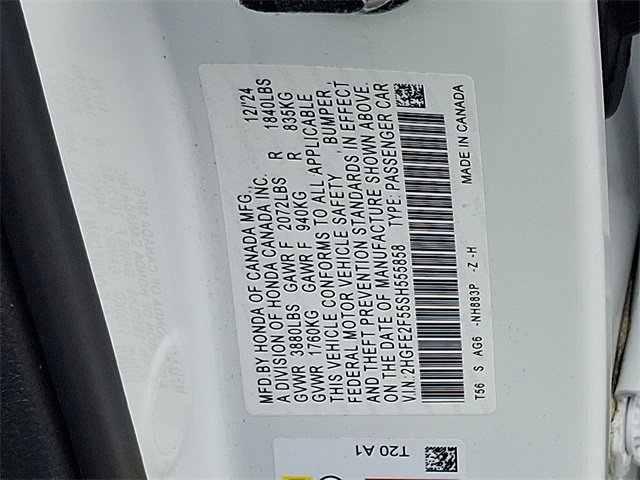 MFD.BY HONDA OF CANADA MFG., 12/'24
A DIVISION OF HONDA CANADA INC.
GVWR 3880LBS GAWR F 2072LBS R 1840LBS
GVWR 1760KG GAWR F 940KG R 835KG
THIS VEHICLE CONFORMS TO ALL APPLICABLE
FEDERAL MOTOR VEHICLE SAFETY , BUMPER,
AND THEFT PREVENTION STANDARDS IN EFFECT
ON THE DATE OF MANUFACTURE SHOWN ABOVE.
V.I.N.:2HGFE2F55SH555858 TYPE: PASSENGER CAR
T56 S AG6 -NH883P -Z -H MADE IN CANADA
T20 A1